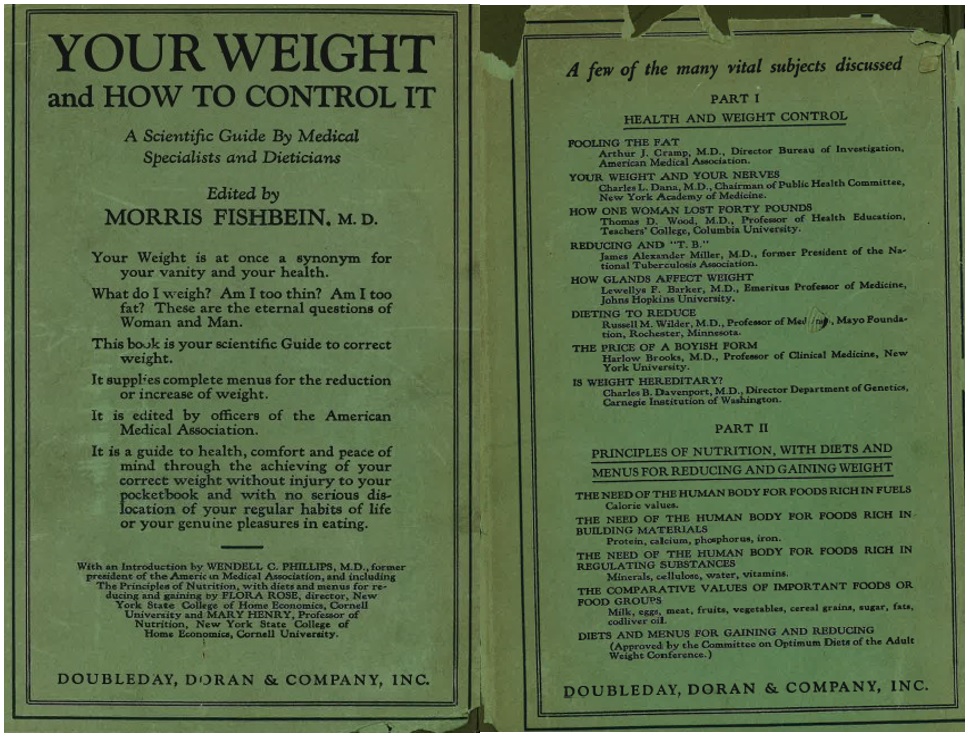 YOUR WEIGHT
and HOW TO CONTROL IT
A Scientific Guide By Medical
Specialists and Dieticians
Edited by
MORRIS FISHBEIN, M. D.
Your Weight is at once a synonym for
your vanity and your health.
What do I weigh? Am I too thin? Am I too
fat? These are the eternal questions of
Woman and Man.
This book is your scientific Guide to correct
weight.
It supplies complete menus for the reduction
or increase of weight.
It is edited by officers of the American
Medical Association.
It is a guide to health, comfort and peace of
mind through the achieving of your
correct weight without injury to your
pocketbook and with no serious dis-
location of your regular habits of life
or your genuine pleasures in eating.
With an Introduction by WENDELL C. PHILLIPS, M.D., former
president of the American Medical Association, and including
The Principles of Nutrition, with diets and menus for re-
ducing and gaining by FLORA ROSE, director, New
York State College of Home Economics, Cornell
University and MARY HENRY, Professor of
Nutrition, New York State College of
Home Economics, Cornell University.
DOUBLEDAY, DORAN & COMPANY, INC.
A few of the many vital subjects discussed
PART I
HEALTH AND WEIGHT CONTROL
FOOLING THE FAT
Arthur J. Cramp, M.D., Director Bureau of Investigation,
American Medical Association.
YOUR WEIGHT AND YOUR NERVES
Charles L. Dana, M.D., Chairman of Public Health Committee,
New York Academy of Medicine.
HOW ONE WOMAN LOST FORTY POUNDS
Thomas D. Wood, M.D., Professor of Health Education,
Teachers' College, Columbia University.
REDUCING AND "T. B."
James Alexander Miller, M.D., former President of the Na-
tional Tuberculosis Association.
HOW GLANDS AFFECT WEIGHT
Lewellys F. Barker, M.D., Emeritus Professor of Medicine,
Johns Hopkins University.
DIETING TO REDUCE
Russell M. Wilder, M.D., Professor of Mayo Founda-
tion, Rochester, Minnesota.
THE PRICE OF A BOYISH FORM
Harlow Brooks, M.D., Professor of Clinical Medicine, New
York University.
IS WEIGHT HEREDITARY?
Charles B. Davenport, M.D., Director Department of Genetics,
Carnegie Institution of Washington.
PART II
PRINCIPLES OF NUTRITION, WITH DIETS AND
MENUS FOR REDUCING AND GAINING WEIGHT
THE NEED OF THE HUMAN BODY FOR FOODS RICH IN FUELS
Calorie values.
THE NEED OF THE HUMAN BODY FOR FOODS RICH IN
BUILDING MATERIALS
Protein, calcium, phosphorus, iron.
THE NEED OF THE HUMAN BODY FOR FOODS RICH IN
REGULATING SUBSTANCES
Minerals, cellulose, water, vitamins.
THE COMPARATIVE VALUES OF IMPORTANT FOODS OR
FOOD GROUPS
Milk, eggs, meat, fruits, vegetables, cereal grains, sugar, fats,
codliver oil.
DIETS AND MENUS FOR GAINING AND REDUCING
(Approved by the Committee on Optimum Diets of the Adult
Weight Conference.)
DOUBLEDAY, DORAN & COMPANY, INC.